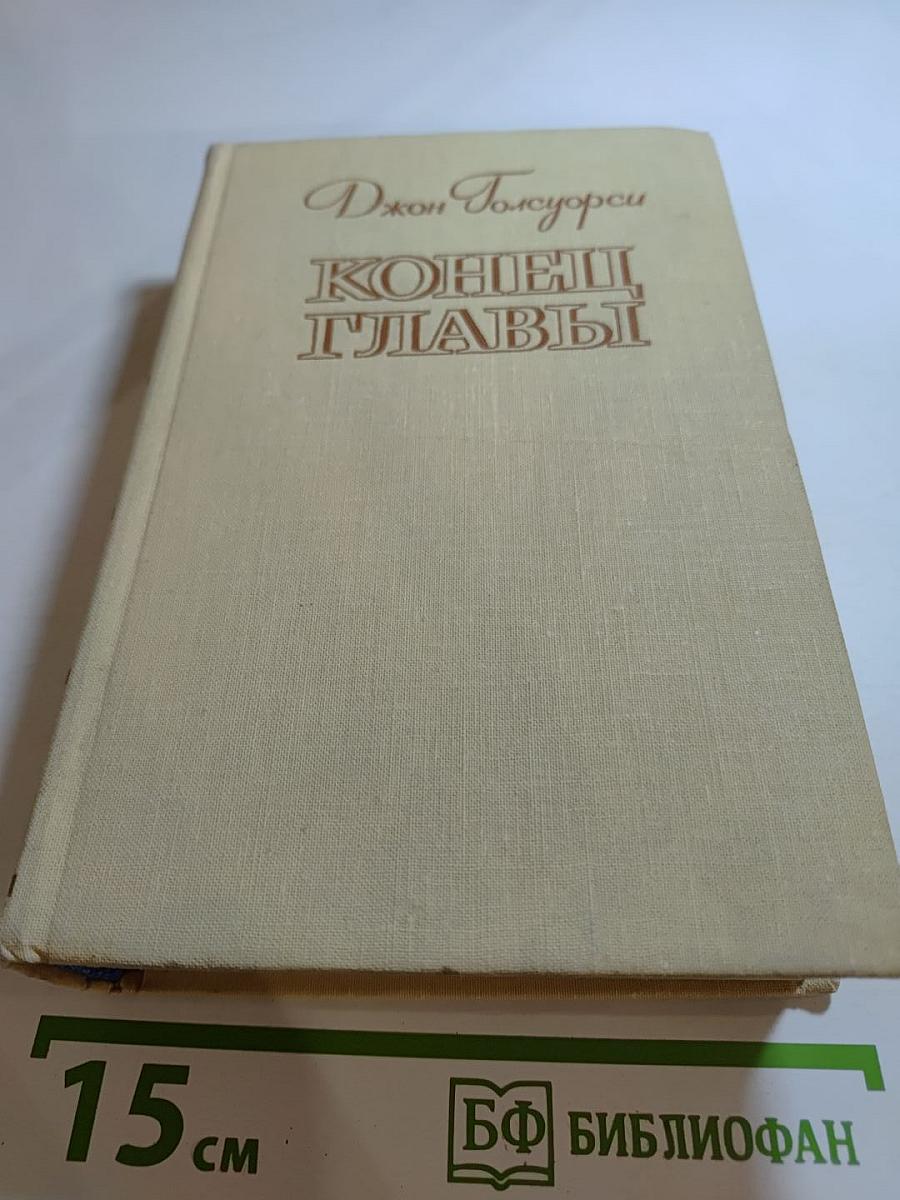 Джон Голсуорси
КОНЕЦ
ГЛАВЫ
15 см
БФ БИБЛИОФАН